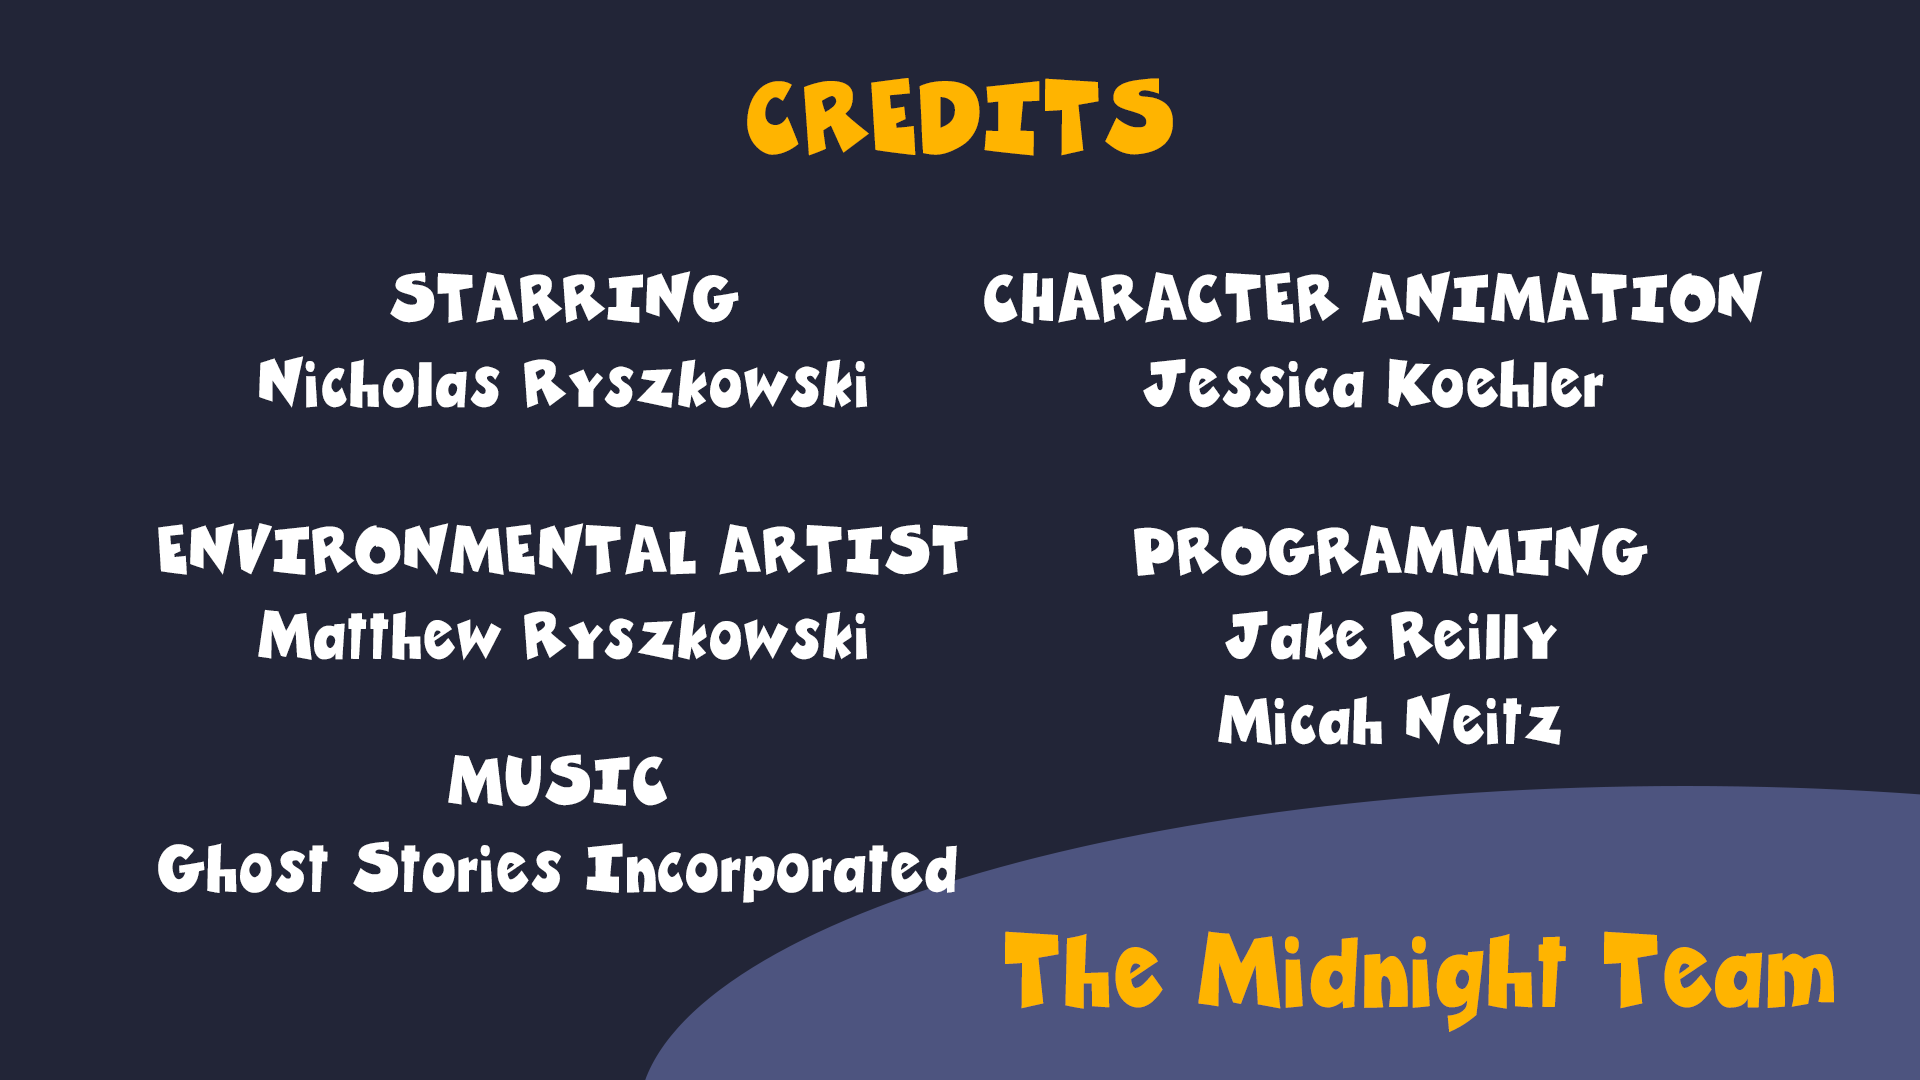 CREDITS
STARRING
Nicholas Ryszkowski
CHARACTER ANIMATION
Jessica Koehler
ENVIRONMENTAL ARTIST
Matthew Ryszkowski
PROGRAMMING
Jake Reilly
Micah Neitz
MUSIC
Ghost Stories Incorporated
The Midnight Team